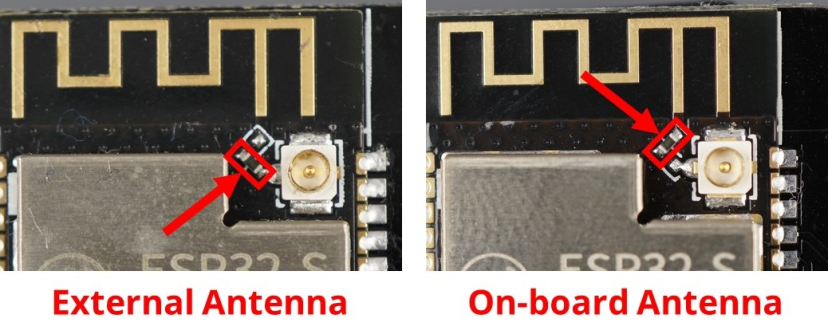 ESP32-S
ESP32-S
External Antenna
On-board Antenna